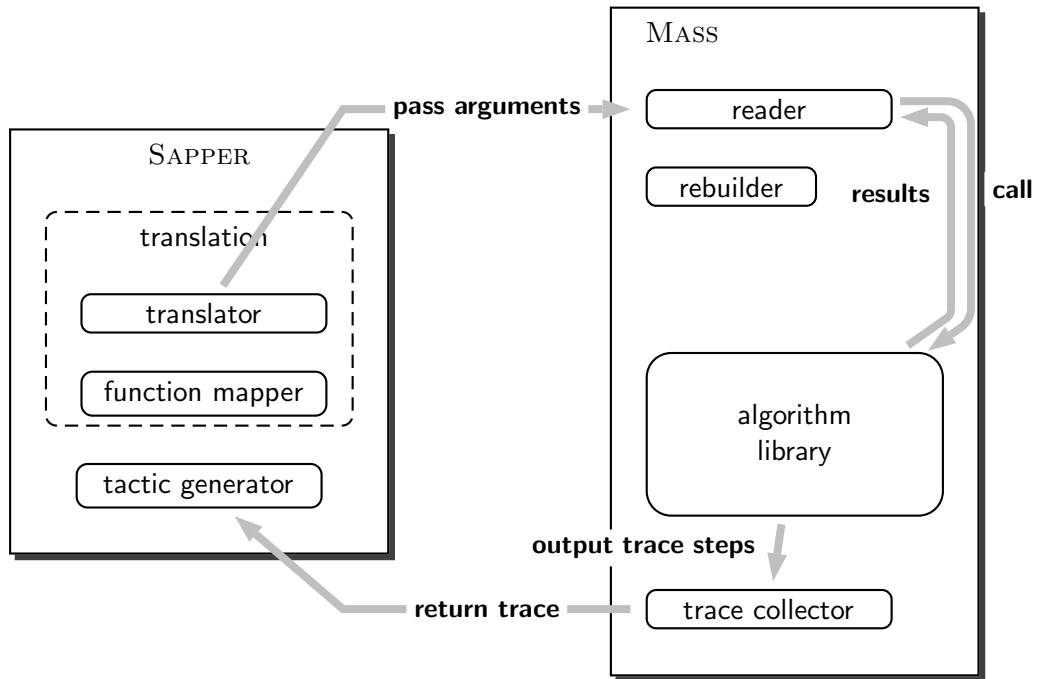 SAPPER
translation
translator
function mapper
tactic generator
pass arguments
return trace
MASS
reader
rebuilder
results
call
algorithm
library
output trace steps
trace collector